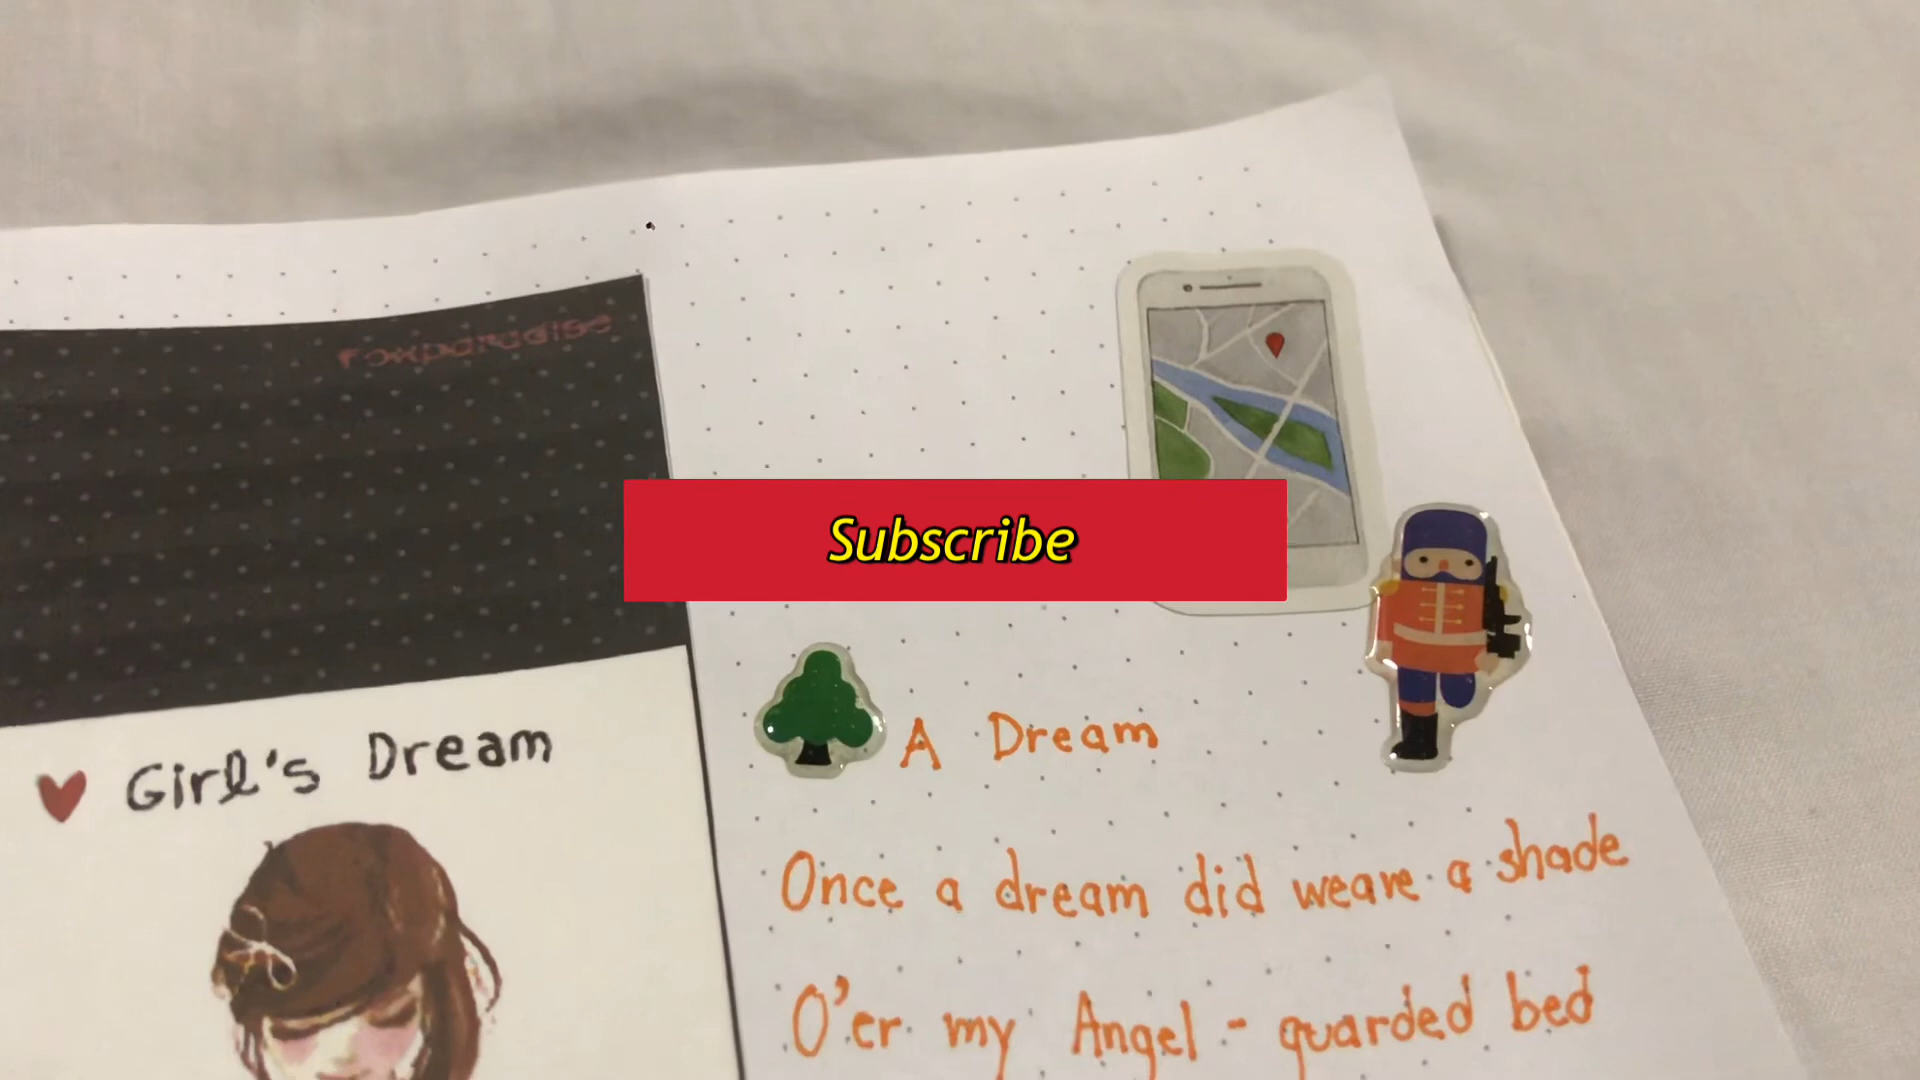 Foxparadise
Subscribe
Girl's Dream
A Dream
Once a dream did weave a shade
O'er my Angel - guarded bed